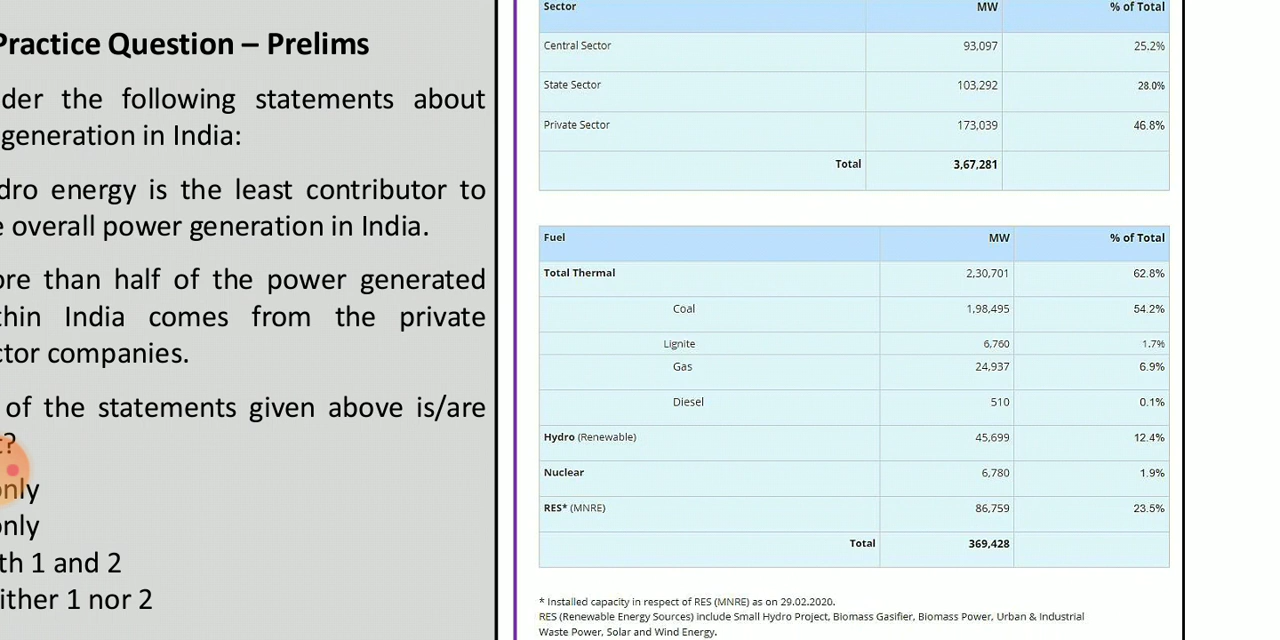 Practice Question – Prelims
der the following statements about
generation in India:
dro energy is the least contributor to
e overall power generation in India.
ore than half of the power generated
thin India comes from the private
ctor companies.
of the statements given above is/are
t?
only
only
th 1 and 2
ither 1 nor 2
Sector MW % of Total
Central Sector 93,097 25.2%
State Sector 103,292 28.0%
Private Sector 173,039 46.8%
Total 3,67,281
Fuel MW % of Total
Total Thermal 2,30,701 62.8%
Coal 1,98,495 54.2%
Lignite 6,760 1.7%
Gas 24,937 6.9%
Diesel 510 0.1%
Hydro (Renewable) 45,699 12.4%
Nuclear 6,780 1.9%
RES* (MNRE) 86,759 23.5%
Total 369,428
* Installed capacity in respect of RES (MNRE) as on 29.02.2020.
RES (Renewable Energy Sources) include Small Hydro Project, Biomass Gasifier, Biomass Power, Urban & Industrial
Waste Power, Solar and Wind Energy.